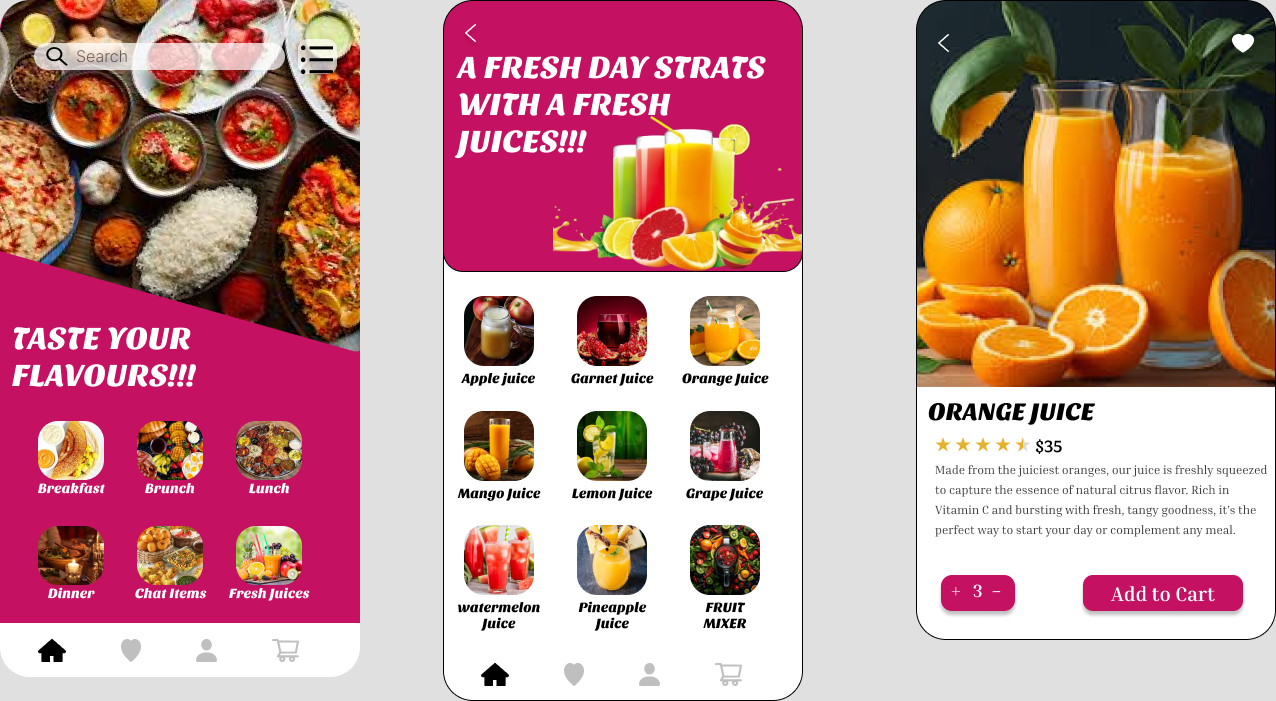 Search
TASTE YOUR
FLAVOURS!!!
Breakfast
Brunch
Lunch
Dinner
Chat Items
Fresh Juices
A FRESH DAY STRATS
WITH A FRESH
JUICES!!!
Apple juice
Garnet Juice
Orange Juice
Mango Juice
Lemon Juice
Grape Juice
watermelon
Juice
Pineapple
Juice
FRUIT
MIXER
ORANGE JUICE
$35
Made from the juiciest oranges, our juice is freshly squeezed
to capture the essence of natural citrus flavor. Rich in
Vitamin C and bursting with fresh, tangy goodness, it's the
perfect way to start your day or complement any meal.
+ 3 −
Add to Cart